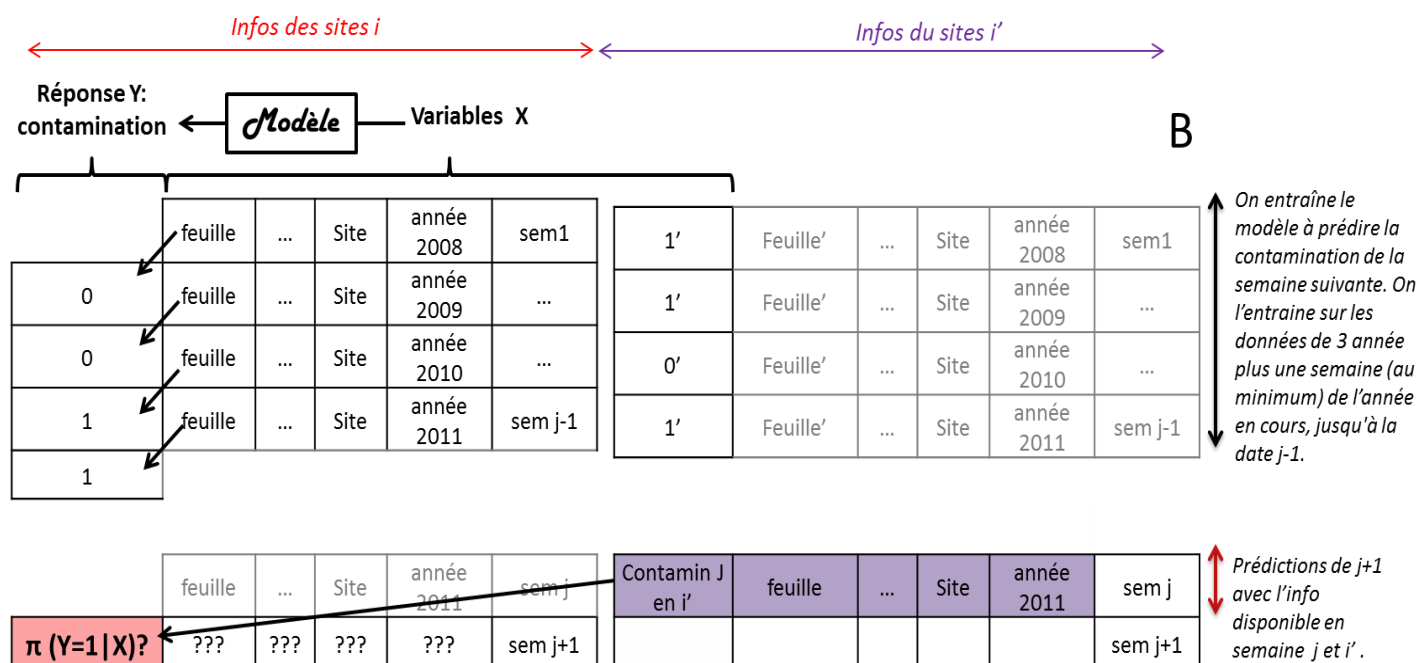 Infos des sites i
Infos du sites i'
Réponse Y:
contamination
Modèle
Variables X
B
feuille ... Site année 2008 sem1
1' Feuille' ... Site année 2008 sem1
0 feuille ... Site année 2009 ...
1' Feuille' ... Site année 2009 ...
0 feuille ... Site année 2010 ...
0' Feuille' ... Site année 2010 ...
1 feuille ... Site année 2011 sem j-1
1' Feuille' ... Site année 2011 sem j-1
1
On entraîne le
modèle à prédire la
contamination de la
semaine suivante. On
l'entraine sur les
données de 3 année
plus une semaine (au
minimum) de l'année
en cours, jusqu'à la
date j-1.
feuille ... Site année 2011 sem j
Contamin J en i' feuille ... Site année 2011 sem j
π (Y=1|X)? ??? ??? ??? ??? sem j+1
sem j+1
Prédictions de j+1
avec l'info
disponible en
semaine j et i' .